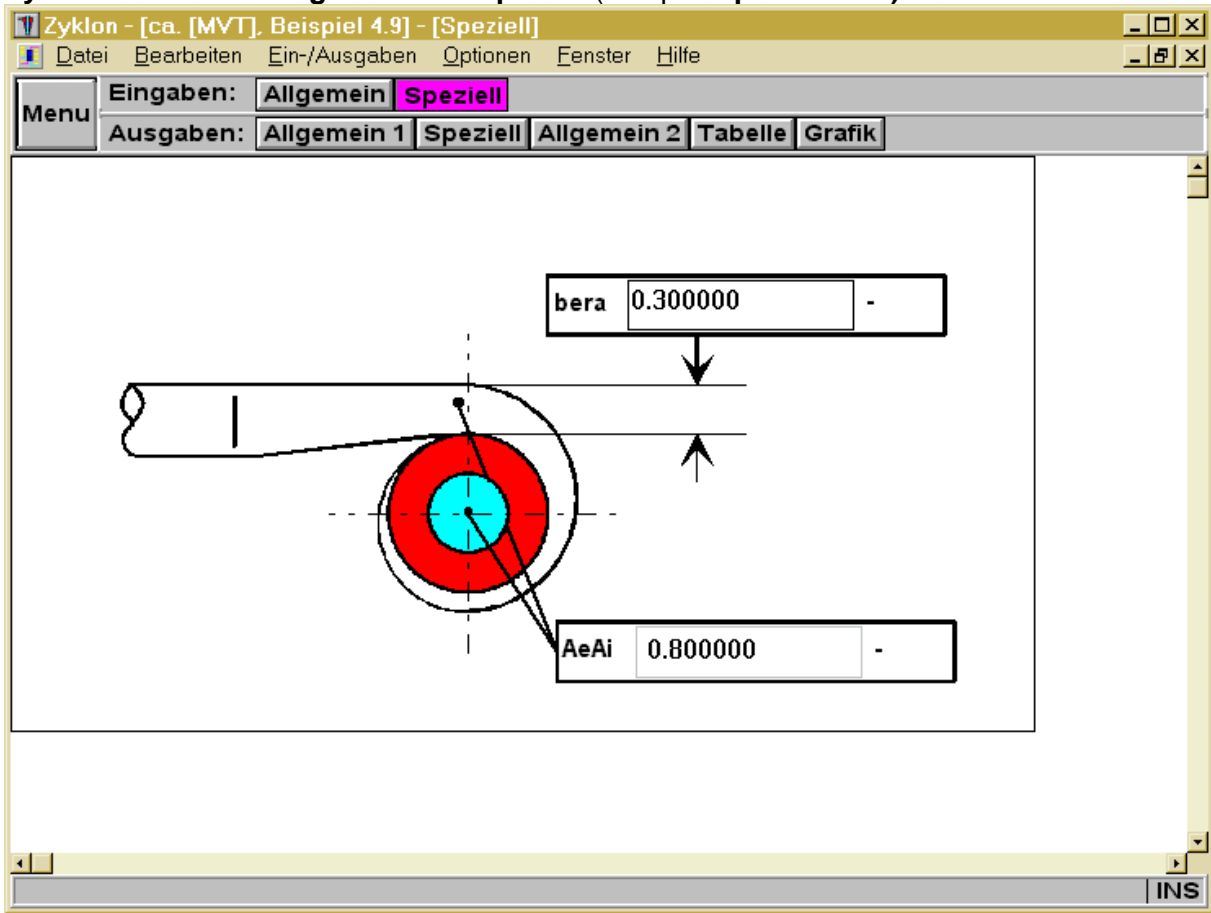 Zyklon - [ca. [MVT], Beispiel 4.9] - [Speziell]
Datei Bearbeiten Ein-/Ausgaben Optionen Fenster Hilfe
Menu
Eingaben: Allgemein Speziell
Ausgaben: Allgemein 1 Speziell Allgemein 2 Tabelle Grafik
bera 0.300000 -
AeAi 0.800000 -
INS